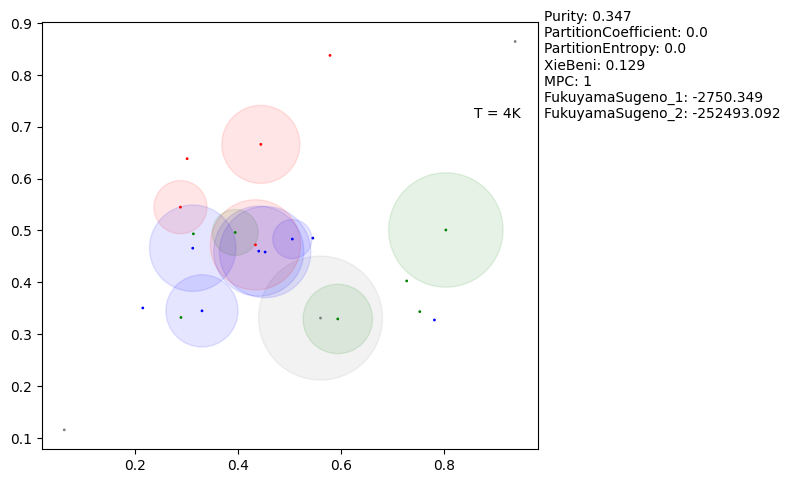 Purity: 0.347
PartitionCoefficient: 0.0
PartitionEntropy: 0.0
XieBeni: 0.129
MPC: 1
FukuyamaSugeno_1: -2750.349
FukuyamaSugeno_2: -252493.092
T = 4K
0.9
0.8
0.7
0.6
0.5
0.4
0.3
0.2
0.1
0.2 0.4 0.6 0.8